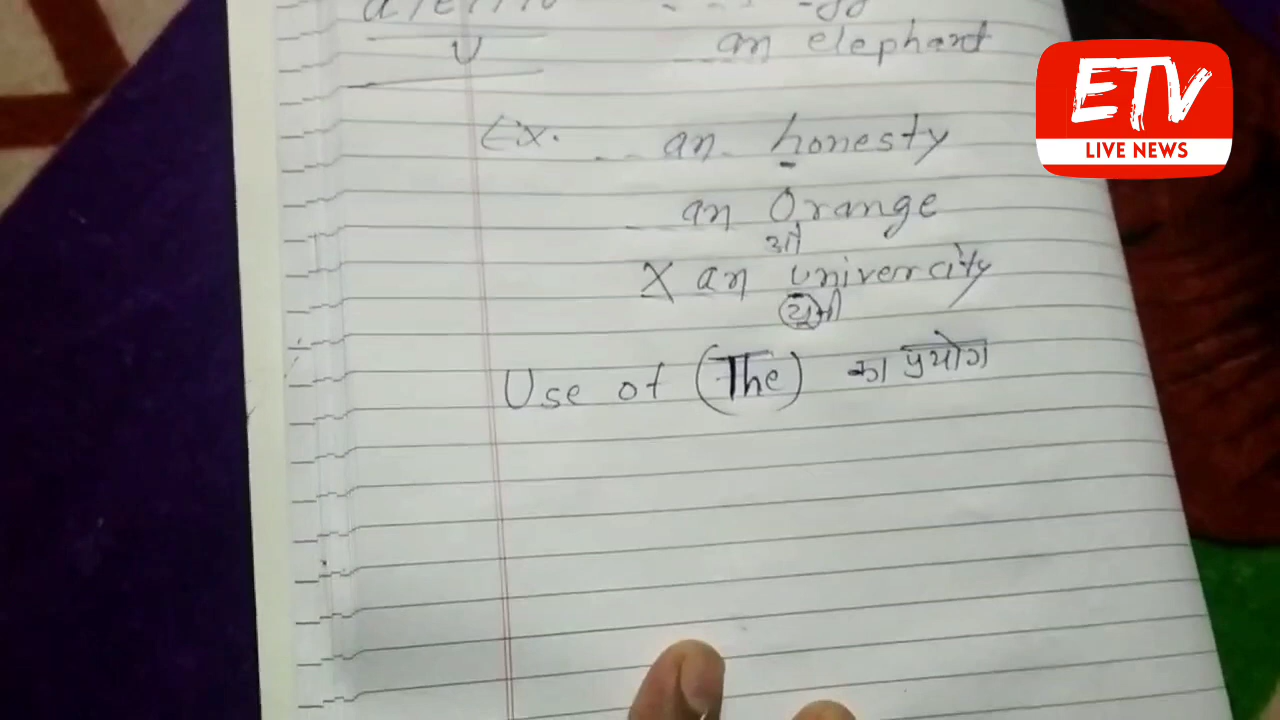 an elephant
U
Ex. an honesty
an Orange
ओ
X an univercity
यूनी
Use of (The) का प्रयोग
ETV
LIVE NEWS